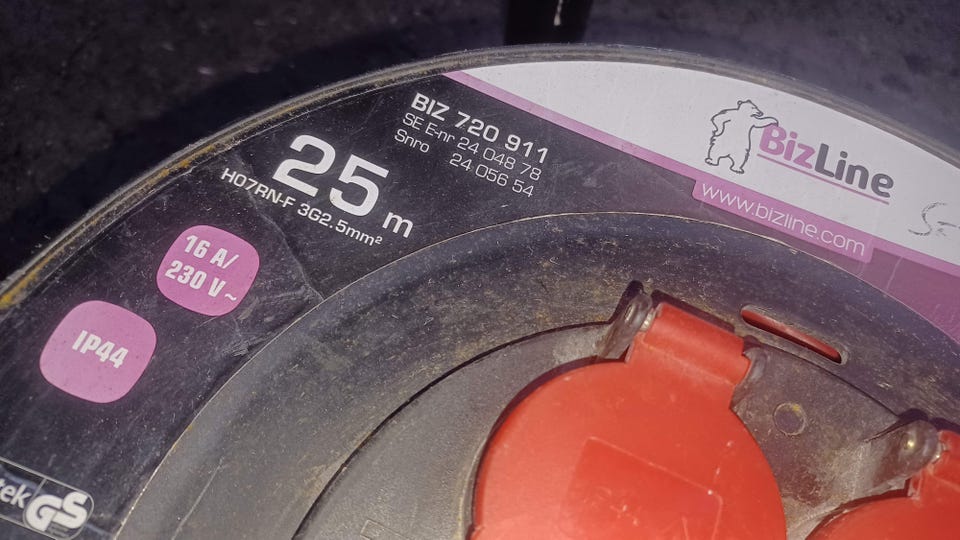 BizLine
www.bizline.com
BIZ 720 911
SE E-nr 24 048 78
Snro 24 056 54
25 m
H07RN-F 3G2.5mm²
16 A/
230 V~
IP44
tek
GS